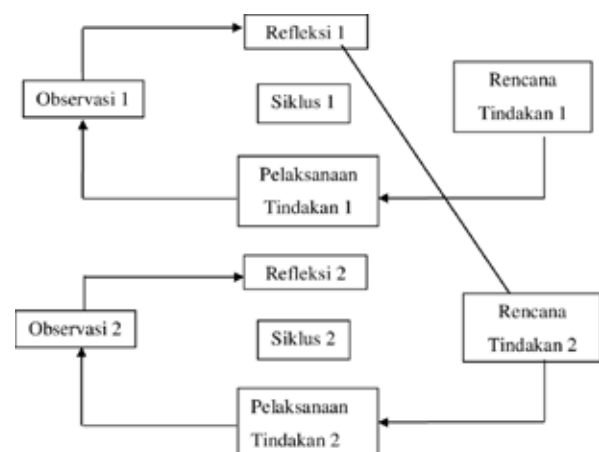 Refleksi 1
Observasi 1
Siklus 1
Rencana
Tindakan 1
Pelaksanaan
Tindakan 1
Refleksi 2
Observasi 2
Siklus 2
Rencana
Tindakan 2
Pelaksanaan
Tindakan 2